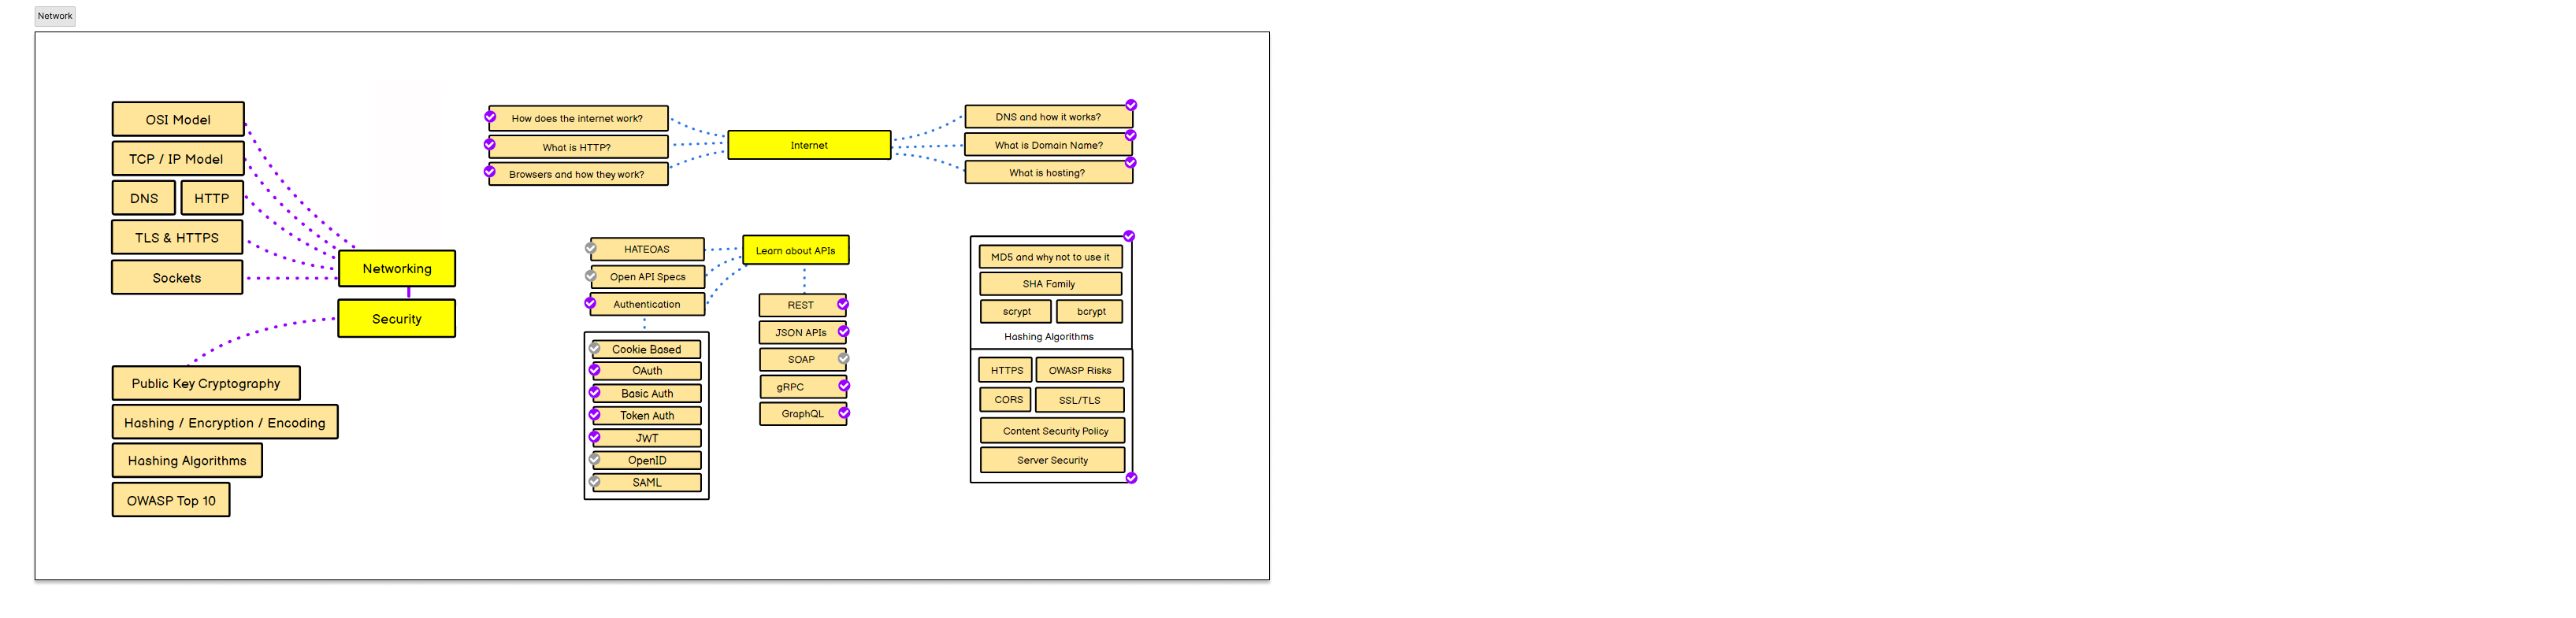 Network
OSI Model
TCP / IP Model
DNS
HTTP
TLS & HTTPS
Sockets
Networking
Security
Public Key Cryptography
Hashing / Encryption / Encoding
Hashing Algorithms
OWASP Top 10
How does the internet work?
What is HTTP?
Browsers and how they work?
Internet
DNS and how it works?
What is Domain Name?
What is hosting?
HATEOAS
Open API Specs
Authentication
Learn about APIs
Cookie Based
OAuth
Basic Auth
Token Auth
JWT
OpenID
SAML
REST
JSON APIs
SOAP
gRPC
GraphQL
MD5 and why not to use it
SHA Family
scrypt
bcrypt
Hashing Algorithms
HTTPS
OWASP Risks
CORS
SSL/TLS
Content Security Policy
Server Security